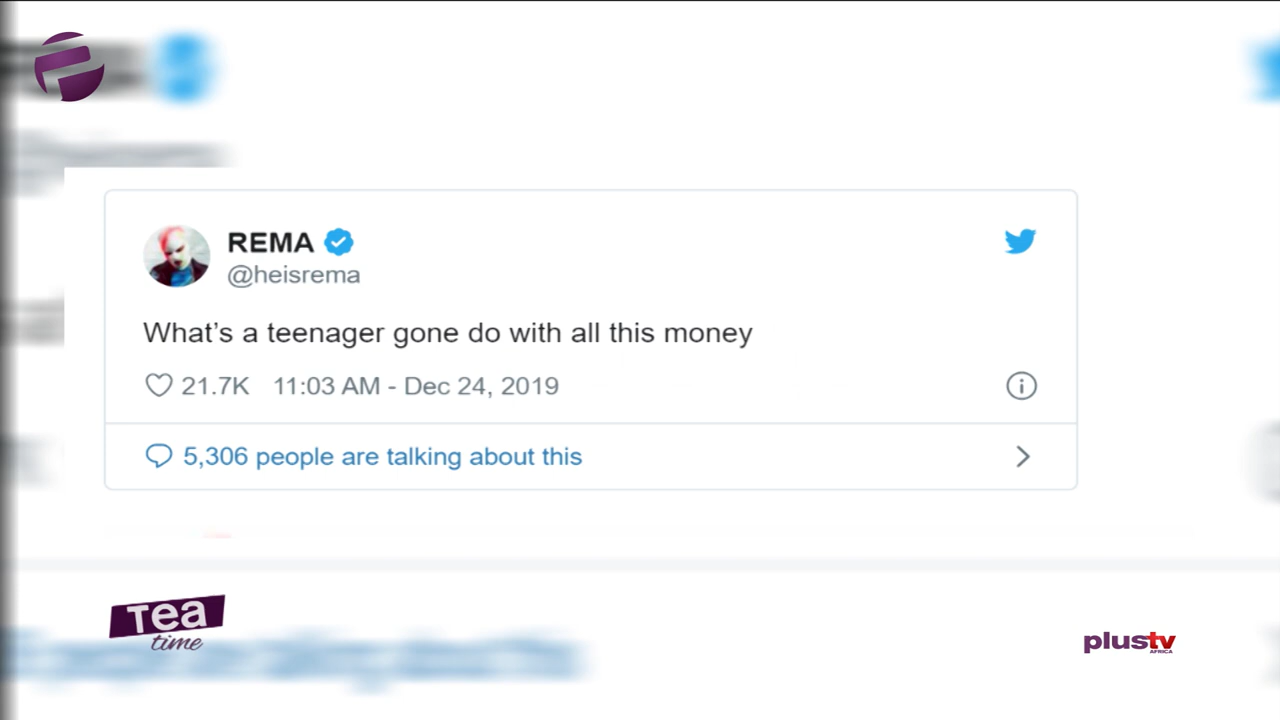 REMA
@heisrema
What’s a teenager gone do with all this money
21.7K 11:03 AM - Dec 24, 2019
5,306 people are talking about this
Tea
time
plustv
AFRICA